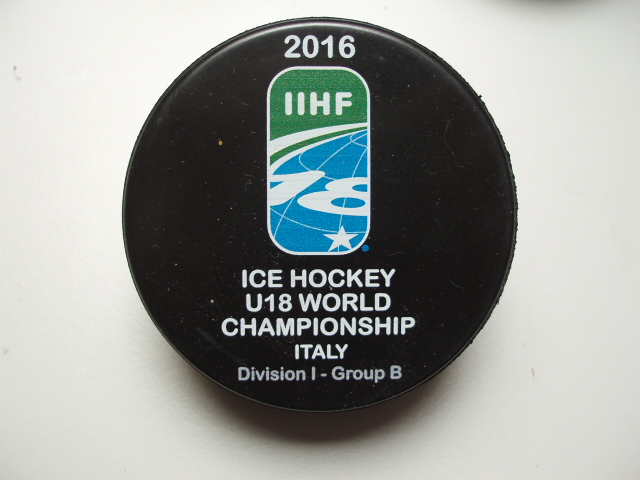 2016
IIHF
18
ICE HOCKEY
U18 WORLD
CHAMPIONSHIP
ITALY
Division I - Group B